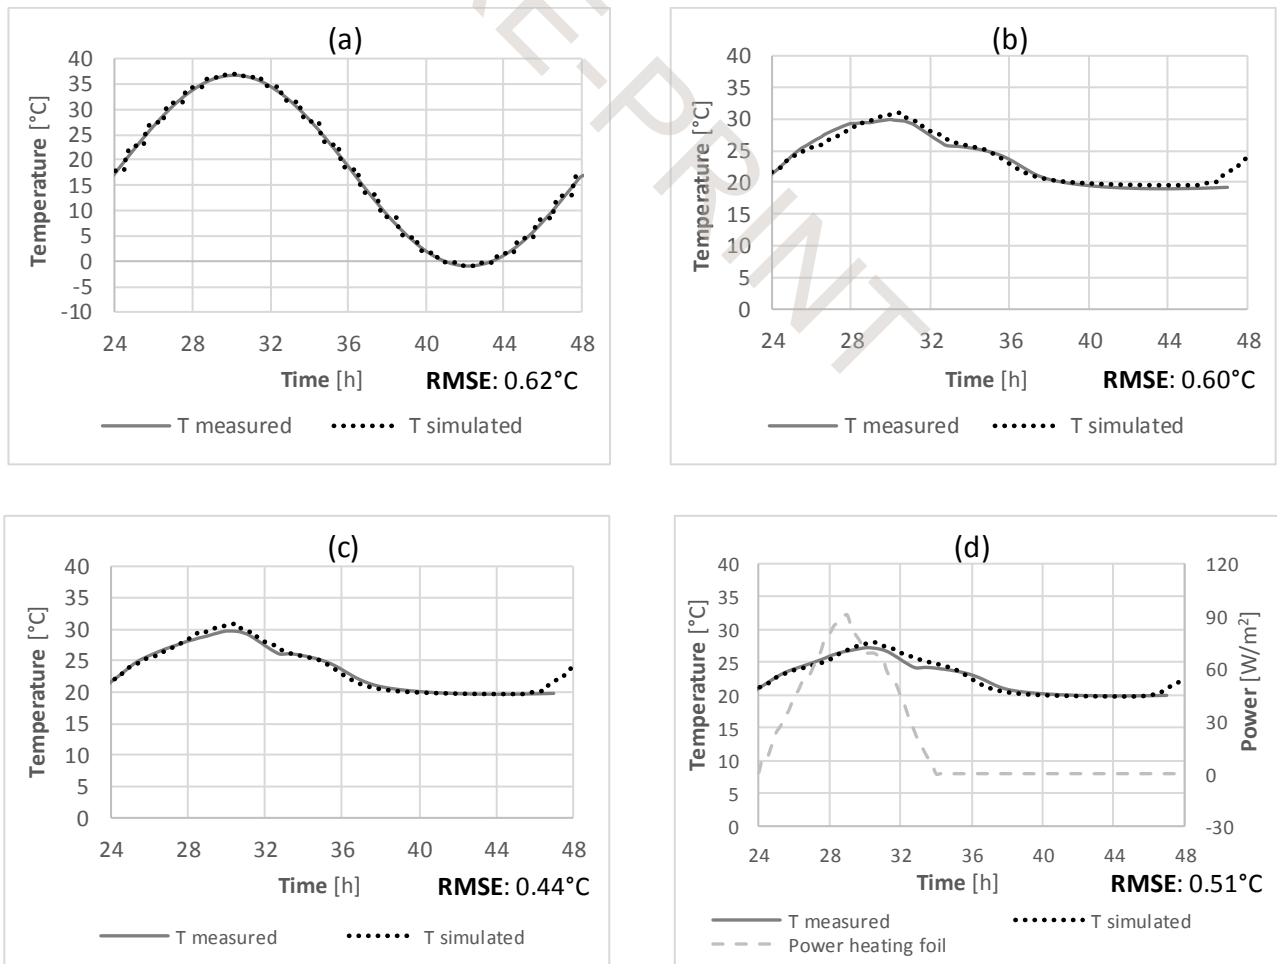 (a)
40
35
30
25
20
15
10
5
0
-5
-10
Temperature [°C]
24 28 32 36 40 44 48
Time [h] RMSE: 0.62°C
T measured T simulated
(b)
40
35
30
25
20
15
10
5
0
Temperature [°C]
24 28 32 36 40 44 48
Time [h] RMSE: 0.60°C
T measured T simulated
(c)
40
35
30
25
20
15
10
5
0
Temperature [°C]
24 28 32 36 40 44 48
Time [h] RMSE: 0.44°C
T measured T simulated
(d)
40
35
30
25
20
15
10
5
0
Temperature [°C]
120
90
60
30
0
-30
Power [W/m²]
24 28 32 36 40 44 48
Time [h] RMSE: 0.51°C
T measured T simulated
Power heating foil
E-PRINT